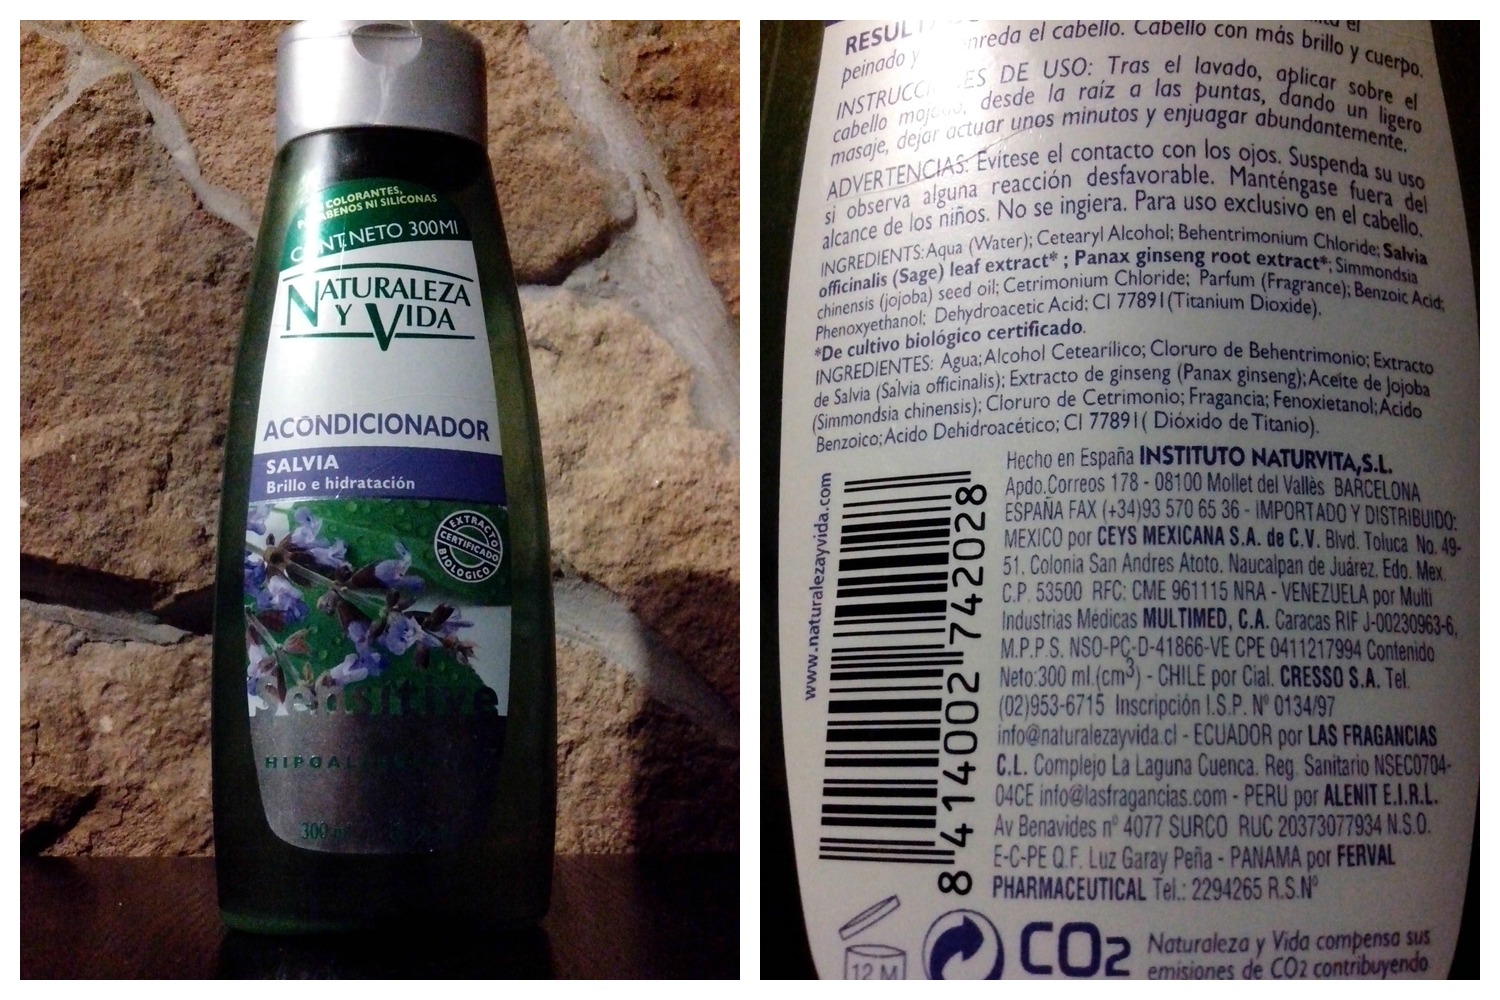 COLORANTES,
NI SILICONAS
NETO 300Ml
NATURALEZA
Y VIDA
ACONDICIONADOR
SALVIA
Brillo e hidratación
EXTRACTO
CERTIFICADO
BIOLOGICO
Sensitive
300
el
peinado y el cabello. Cabello con más brillo y cuerpo.
DE USO: Tras el lavado, aplicar sobre el
cabello desde la raíz a las puntas, dando un ligero
masaje, dejar actuar unos minutos y enjuagar abundantemente.
ADVERTENCIAS: Evítese el contacto con los ojos. Suspenda su uso
si observa alguna reacción desfavorable. Manténgase fuera del
alcance de los niños. No se ingiera. Para uso exclusivo en el cabello.
INGREDIENTS: Aqua (Water); Cetearyl Alcohol; Behentrimonium Chloride; Salvia
officinalis (Sage) leaf extract* ; Panax ginseng root extract*; Simmondsia
chinensis (jojoba) seed oil; Cetrimonium Chloride; Parfum (Fragrance); Benzoic Acid;
Phenoxyethanol; Dehydroacetic Acid; CI 77891(Titanium Dioxide).
*De cultivo biológico certificado.
INGREDIENTES: Agua; Alcohol Cetearílico; Cloruro de Behentrimonio; Extracto
de Salvia (Salvia officinalis); Extracto de ginseng (Panax ginseng); Aceite de Jojoba
(Simmondsia chinensis); Cloruro de Cetrimonio; Fragancia; Fenoxietanol; Acido
Benzoico; Acido Dehidroacético; CI 77891( Dióxido de Titanio).
www.naturalezayvida.com
8 414002 742028
Hecho en España INSTITUTO NATURVITA,S.L.
Apdo.Correos 178 - 08100 Mollet del Vallès BARCELONA
ESPAÑA FAX (+34)93 570 65 36 - IMPORTADO Y DISTRIBUIDO:
MEXICO por CEYS MEXICANA S.A. de C.V. Blvd. Toluca No. 49-
51, Colonia San Andres Atoto, Naucalpan de Juárez. Edo. Mex.
C.P. 53500 RFC: CME 961115 NRA - VENEZUELA por Multi
Industrias Médicas MULTIMED, C.A. Caracas RIF J-00230963-6,
M.P.P.S. NSO-PC-D-41866-VE CPE 0411217994 Contenido
Neto:300 ml.(cm3) - CHILE por Cial. CRESSO S.A. Tel.
(02)953-6715 Inscripción I.S.P. Nº 0134/97
info@naturalezayvida.cl - ECUADOR por LAS FRAGANCIAS
C.L. Complejo La Laguna Cuenca. Reg. Sanitario NSEC0704-
04CE info@lasfragancias.com - PERU por ALENIT E.I.R.L.
Av Benavides nº 4077 SURCO RUC 20373077934 N.S.O.
E-C-PE Q.F. Luz Garay Peña - PANAMA por FERVAL
PHARMACEUTICAL Tel.: 2294265 R.S.Nº
12 M
CO2
Naturaleza y Vida compensa sus
emisiones de CO2 contribuyendo